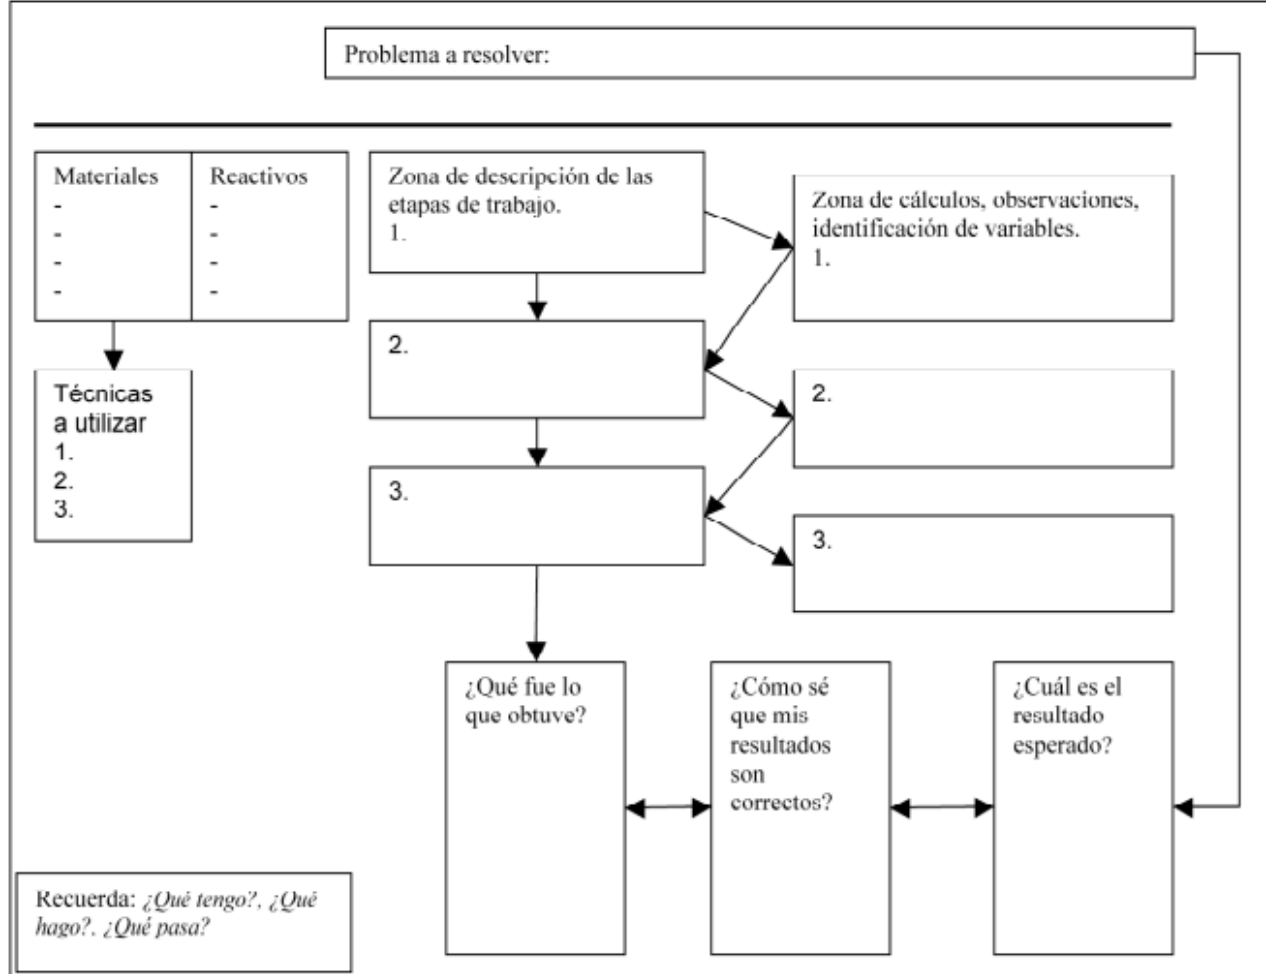 Problema a resolver:
Materiales
-
-
-
-
Reactivos
-
-
-
-
Técnicas
a utilizar
1.
2.
3.
Zona de descripción de las
etapas de trabajo.
1.
2.
3.
Zona de cálculos, observaciones,
identificación de variables.
1.
2.
3.
¿Qué fue lo
que obtuve?
¿Cómo sé
que mis
resultados
son
correctos?
¿Cuál es el
resultado
esperado?
Recuerda: ¿Qué tengo?, ¿Qué
hago?. ¿Qué pasa?